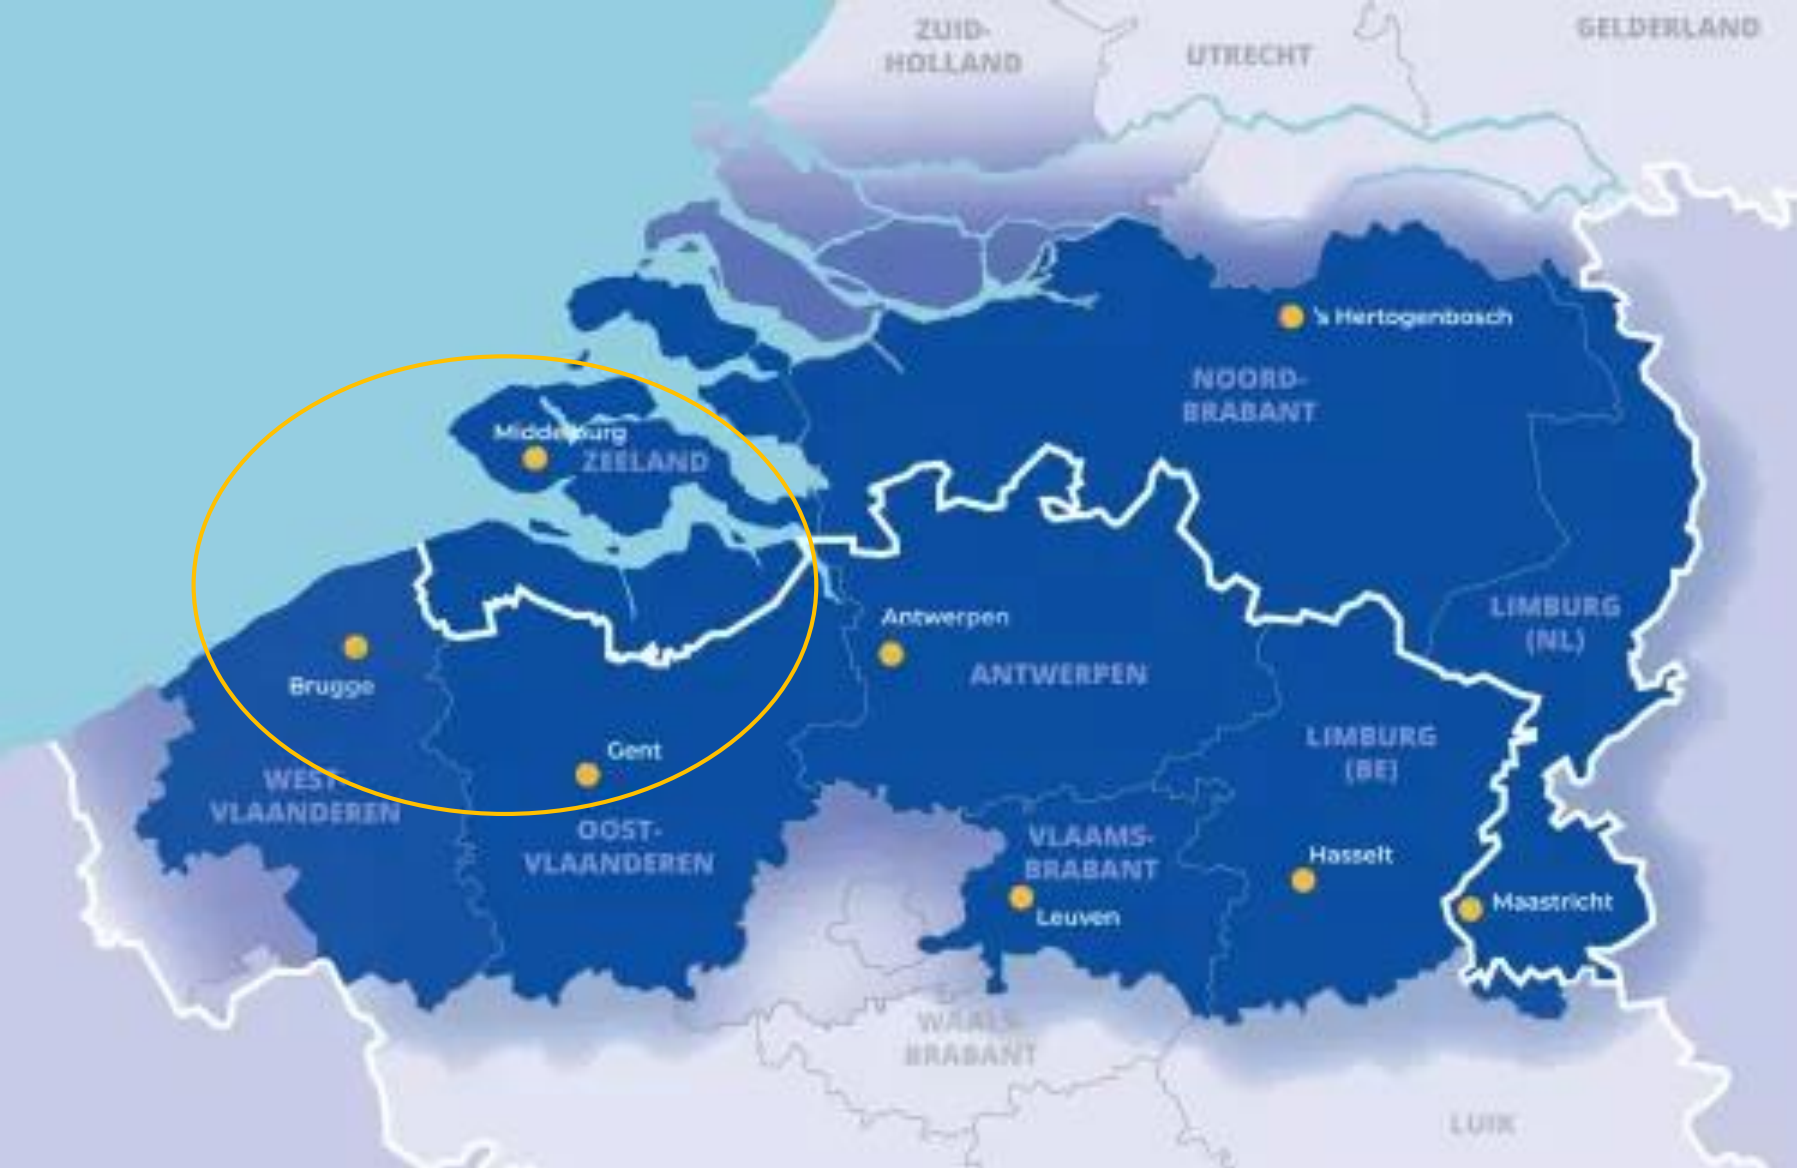 ZUID-
HOLLAND
UTRECHT
GELDERLAND
's Hertogenbosch
NOORD-
BRABANT
Middelburg
ZEELAND
LIMBURG
(NL)
Antwerpen
ANTWERPEN
Brugge
Gent
LIMBURG
(BE)
WEST-
VLAANDEREN
OOST-
VLAANDEREN
VLAAMS-
BRABANT
Hasselt
Leuven
Maastricht
WAALS-
BRABANT
LUIK